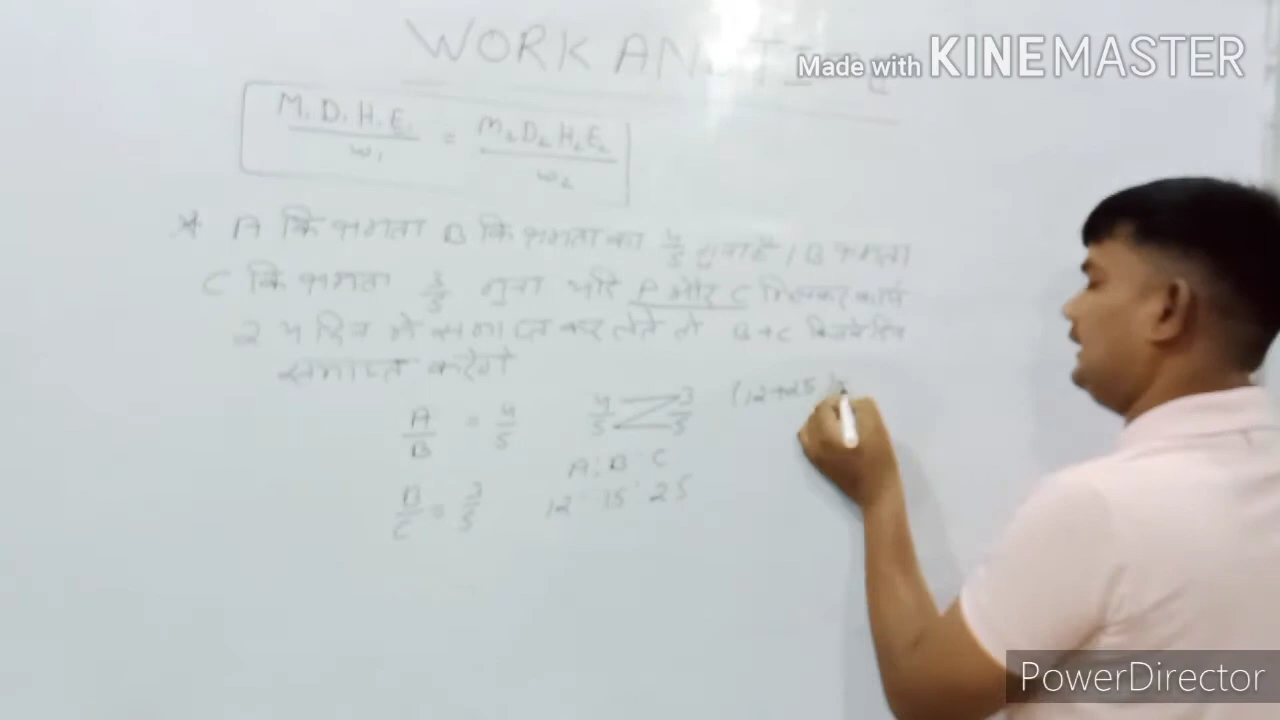 WORK AND TIME
Made with KINEMASTER
M₁D₁H₁E₁ / W₁ = M₂D₂H₂E₂ / W₂
* A कि क्षमता B कि क्षमता का 4/5 गुना है / B क्षमता
C कि क्षमता 3/5 गुना यदि A और C मिलकर कार्य
24 दिन में समाप्त कर लेते तो B+C कितने दिन
समाप्त करेंगे
A/B = 4/5
4/5 3/5
(12+25)
A : B : C
B/C = 3/5
12 : 15 : 25
PowerDirector